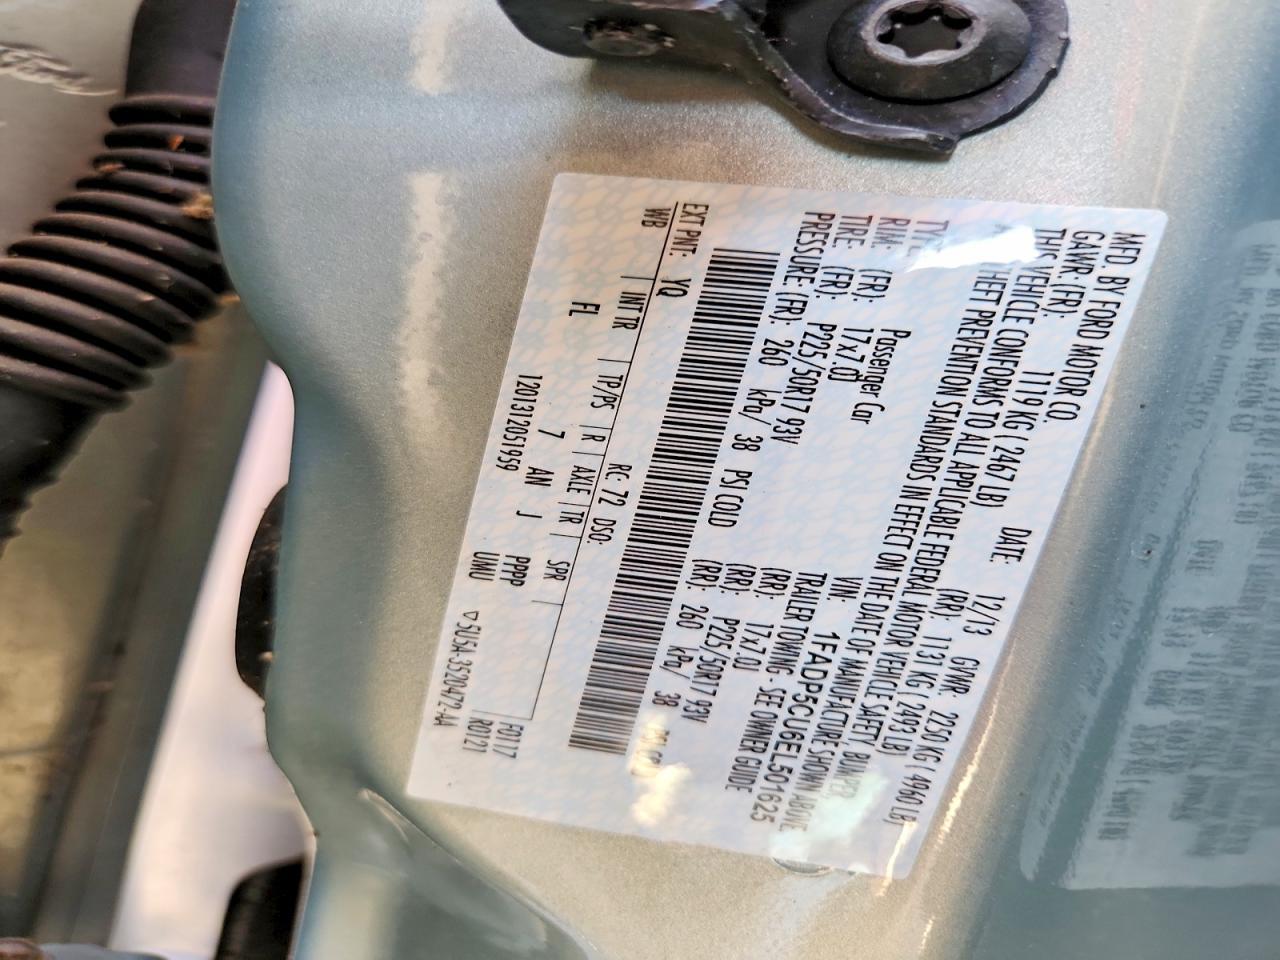 MFD. BY FORD MOTOR CO.
DATE: 12/13 GVWR: 2250 KG ( 4960 LB)
GAWR: (FR): 1119 KG ( 2467 LB) (RR): 1131 KG ( 2493 LB)
THIS VEHICLE CONFORMS TO ALL APPLICABLE FEDERAL MOTOR VEHICLE SAFETY, BUMPER
THEFT PREVENTION STANDARDS IN EFFECT ON THE DATE OF MANUFACTURE SHOWN ABOVE
VIN: 1FADP5CU6EL501625
Passenger Car TRAILER TOWING - SEE OWNER GUIDE
RIM: (FR): 17x7.0J (RR): 17x7.0J
TIRE: (FR): P225/50R17 93V (RR): P225/50R17 93V
PRESSURE (FR): 260 kPa/ 38 PSI COLD (RR): 260 kPa/ 38
EXT PNT: YQ RC: 72 DSO: F0117
WB INT TR TP/PS R AXLE TR SPR R0121
FL 7 AN J PPPP
120131205195​9 UMU ▽5U5A-3520472-AA